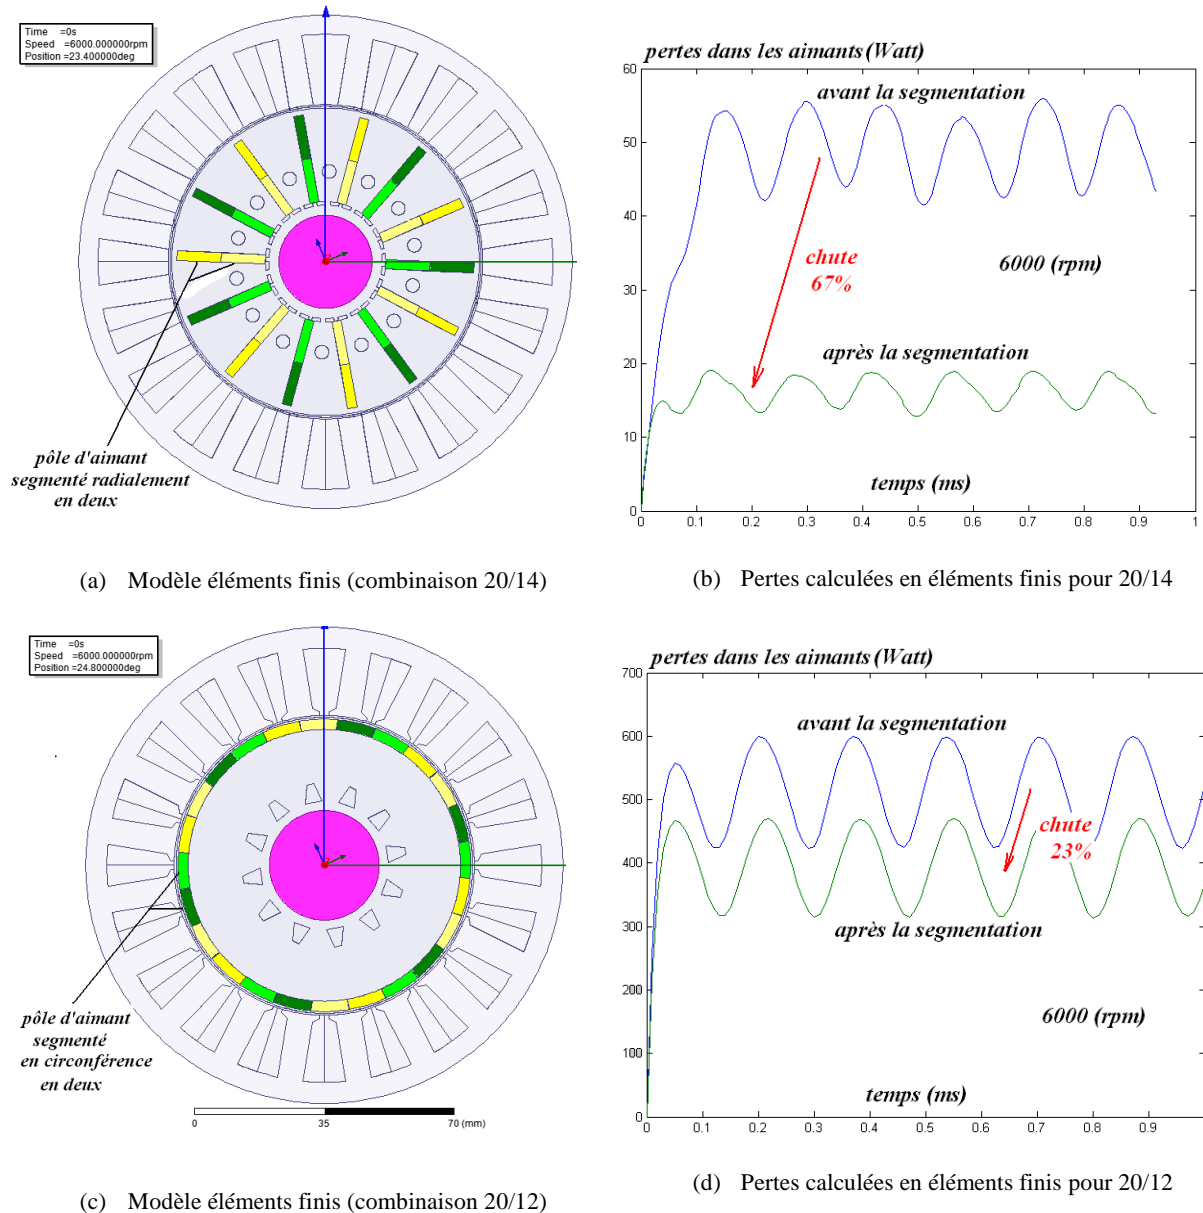 Time =0s
Speed =6000.000000rpm
Position =23.400000deg
pôle d'aimant
segmenté radialement
en deux
(a) Modèle éléments finis (combinaison 20/14)
pertes dans les aimants (Watt)
60
50
40
30
20
10
0
avant la segmentation
chute
67%
6000 (rpm)
après la segmentation
temps (ms)
0 0.1 0.2 0.3 0.4 0.5 0.6 0.7 0.8 0.9 1
(b) Pertes calculées en éléments finis pour 20/14
Time =0s
Speed =6000.000000rpm
Position =24.800000deg
pôle d'aimant
segmenté
en circonférence
en deux
0 35 70 (mm)
(c) Modèle éléments finis (combinaison 20/12)
pertes dans les aimants (Watt)
700
600
500
400
300
200
100
0
avant la segmentation
chute
23%
après la segmentation
6000 (rpm)
temps (ms)
0 0.1 0.2 0.3 0.4 0.5 0.6 0.7 0.8 0.9
(d) Pertes calculées en éléments finis pour 20/12